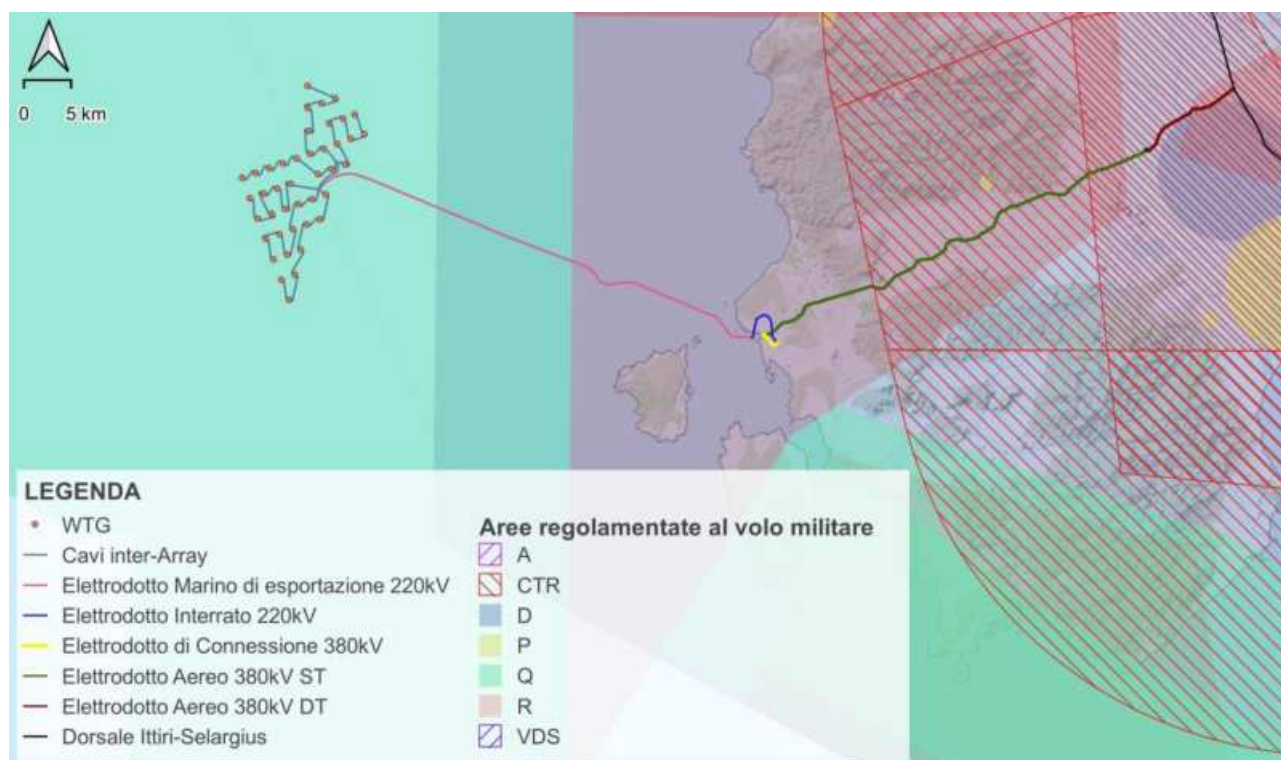 0 5 km
LEGENDA
WTG
Cavi inter-Array
Elettrodotto Marino di esportazione 220kV
Elettrodotto Interrato 220kV
Elettrodotto di Connessione 380kV
Elettrodotto Aereo 380kV ST
Elettrodotto Aereo 380kV DT
Dorsale Ittiri-Selargius
Aree regolamentate al volo militare
A
CTR
D
P
Q
R
VDS